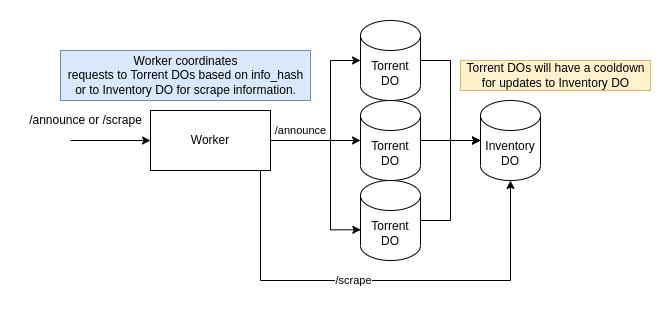 Worker coordinates
requests to Torrent DOs based on info_hash
or to Inventory DO for scrape information.
Torrent DOs will have a cooldown
for updates to Inventory DO
/announce or /scrape
Worker
/announce
Torrent
DO
Torrent
DO
Torrent
DO
Inventory
DO
/scrape